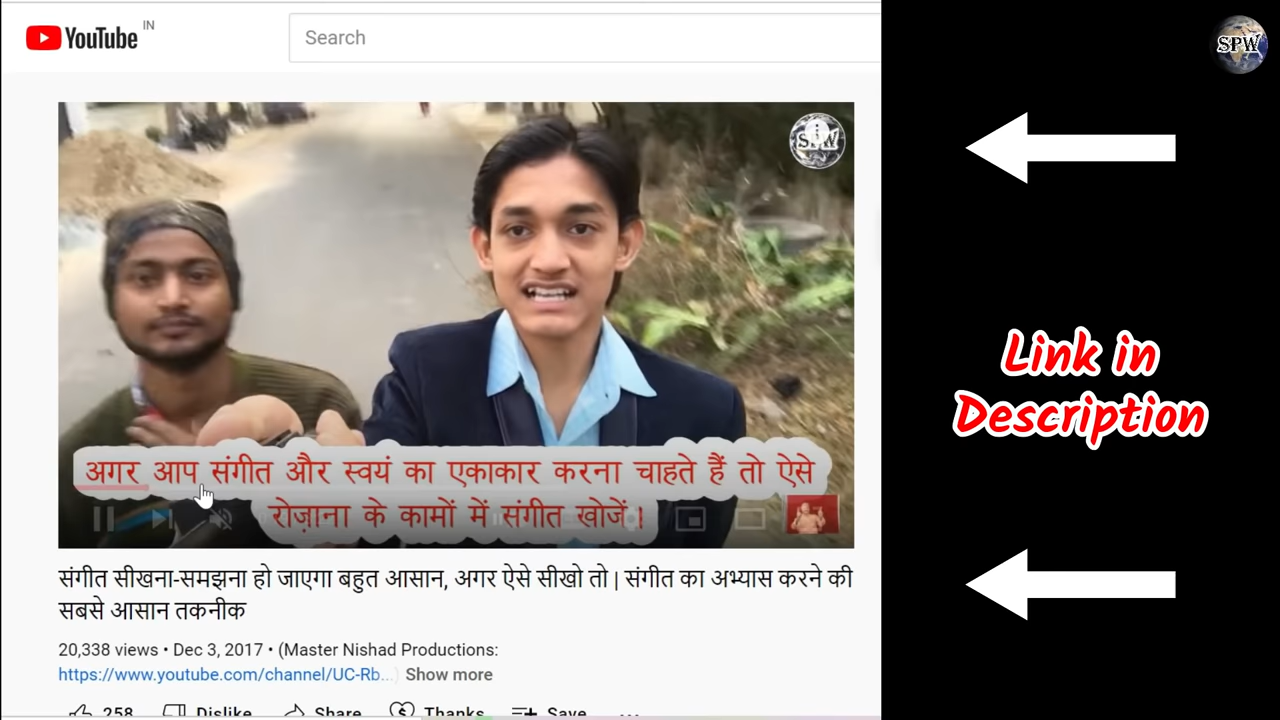 YouTube IN
Search
SPW
SPW
अगर आप संगीत और स्वयं का एकाकार करना चाहते हैं तो ऐसे
रोज़ाना के कामों में संगीत खोजें।
संगीत सीखना-समझना हो जाएगा बहुत आसान, अगर ऐसे सीखो तो | संगीत का अभ्यास करने की
सबसे आसान तकनीक
20,338 views • Dec 3, 2017 • (Master Nishad Productions:
https://www.youtube.com/channel/UC-Rb...) Show more
258 Dislike Share Thanks Save ...
Link in
Description